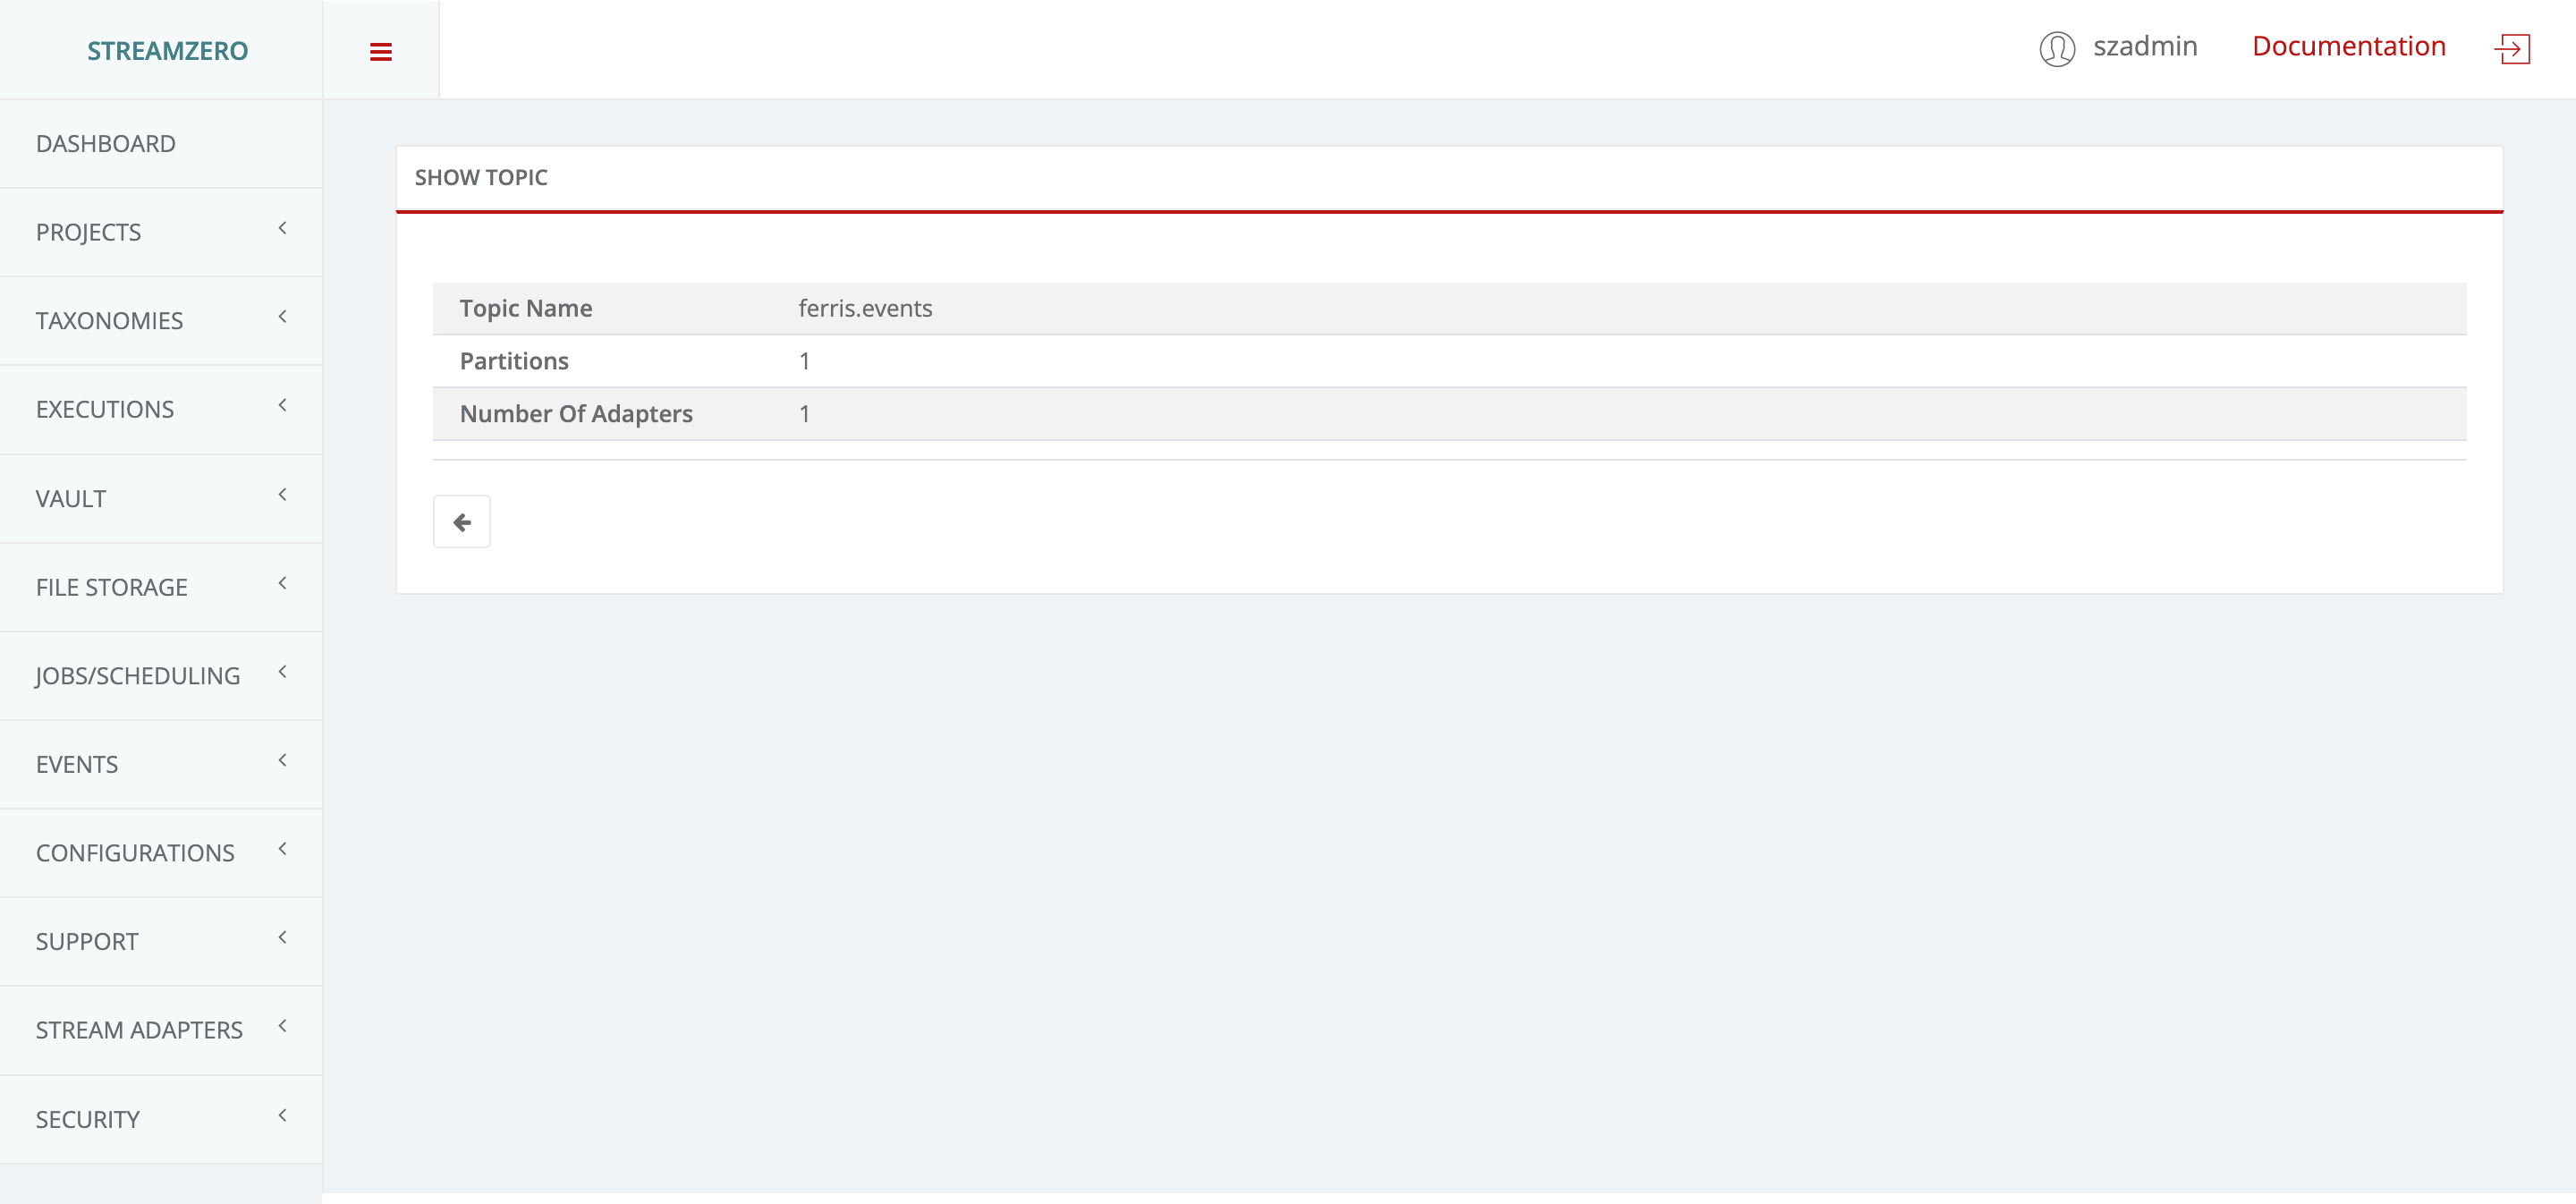 STREAMZERO
szadmin
Documentation
DASHBOARD
PROJECTS
TAXONOMIES
EXECUTIONS
VAULT
FILE STORAGE
JOBS/SCHEDULING
EVENTS
CONFIGURATIONS
SUPPORT
STREAM ADAPTERS
SECURITY
SHOW TOPIC
Topic Name ferris.events
Partitions 1
Number Of Adapters 1